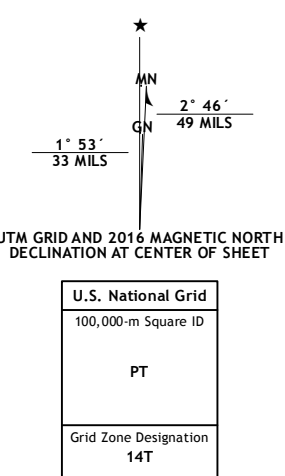 ★
MN
GN
2° 46´
49 MILS
1° 53´
33 MILS
UTM GRID AND 2016 MAGNETIC NORTH
DECLINATION AT CENTER OF SHEET
U.S. National Grid
100,000-m Square ID
PT
Grid Zone Designation
14T